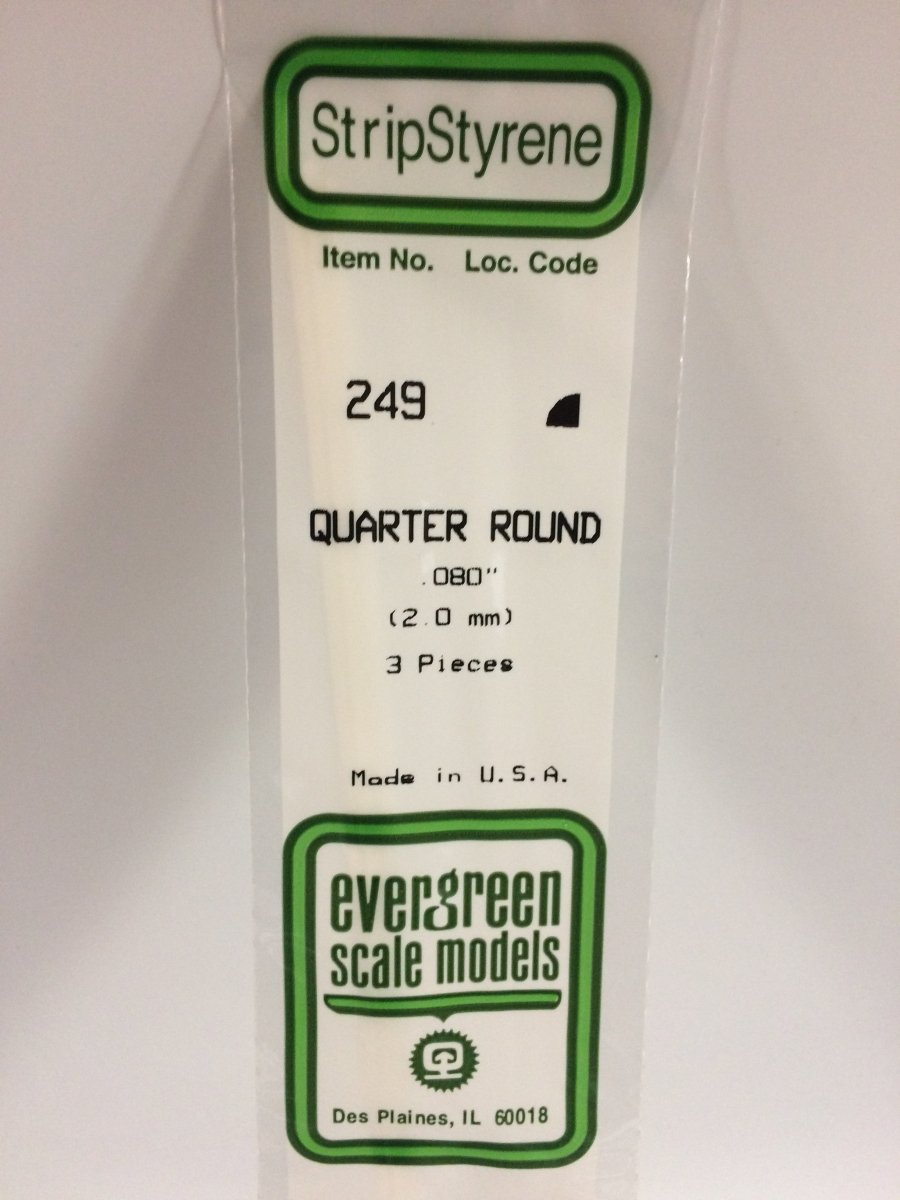 StripStyrene
Item No. Loc. Code
249
QUARTER ROUND
.080"
(2.0 mm)
3 Pieces
Made in U.S.A.
evergreen
scale models
Des Plaines, IL 60018